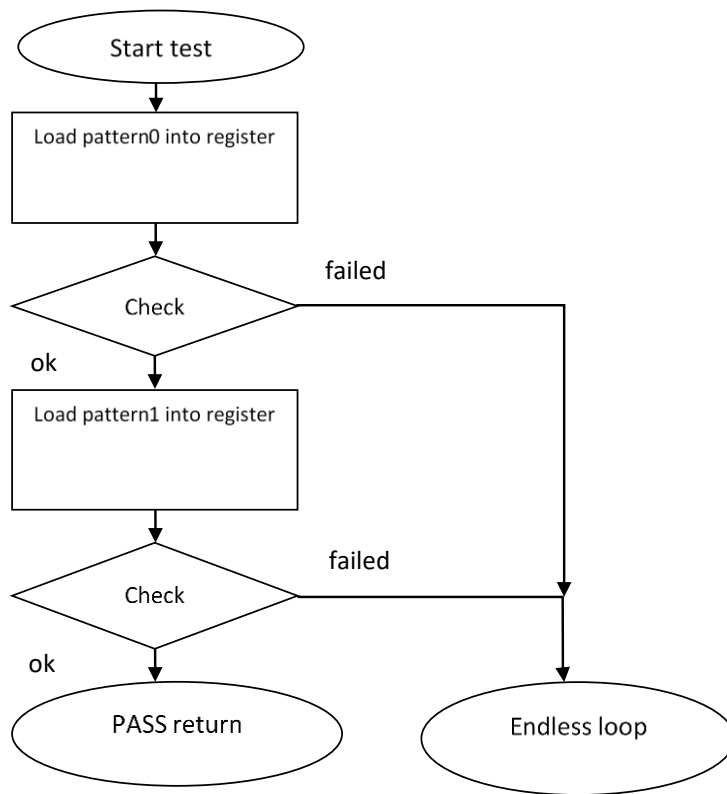 Start test
Load pattern0 into register
failed
Check
ok
Load pattern1 into register
failed
Check
ok
PASS return
Endless loop